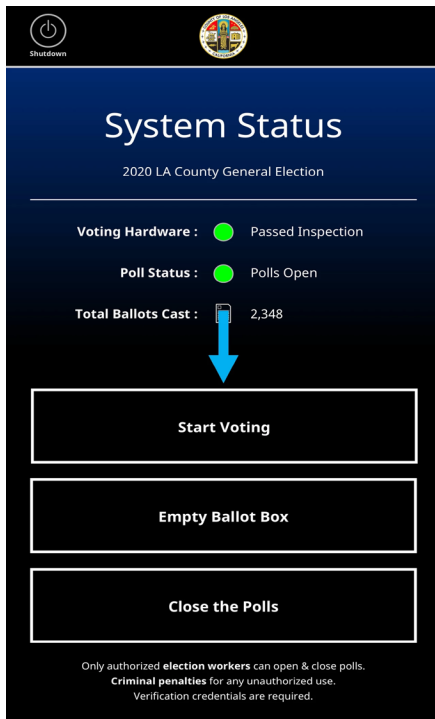 Shutdown
System Status
2020 LA County General Election
Voting Hardware : Passed Inspection
Poll Status : Polls Open
Total Ballots Cast : 2,348
Start Voting
Empty Ballot Box
Close the Polls
Only authorized election workers can open & close polls.
Criminal penalties for any unauthorized use.
Verification credentials are required.